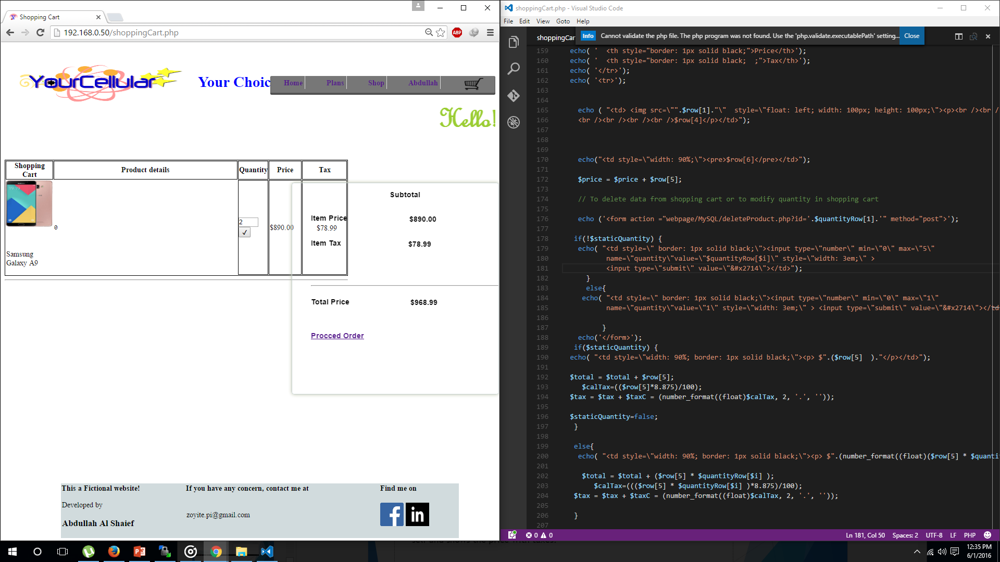 Shopping Cart
192.168.0.50/shoppingCart.php
ABP
YourCellular
Your Choic
Home
Plans
Shop
Abdullah
Hello!
Shopping Cart
Product details
Quantity
Price
Tax
0
2
✓
$890.00
$78.99
Samsung
Galaxy A9
Subtotal
Item Price
$890.00
Item Tax
$78.99
Total Price
$968.99
Procced Order
This a Fictional website!
If you have any concern, contact me at
Find me on
Developed by
zoyite.pi@gmail.com
Abdullah Al Shaief
shoppingCart.php - Visual Studio Code
File Edit View Goto Help
shoppingCar
Info Cannot validate the php file. The php program was not found. Use the 'php.validate.executablePath' setting... Close
159 echo( '  <th style="border: 1px solid black;">Price</th>');
160 echo( '  <th style="border: 1px solid black;  ;">Tax</th>');
161 echo( '</tr>');
162 echo( '<tr>');
163
164
165 echo ( "<td> <img src=\"".$row[1]."\"  style=\"float: left; width: 100px; height: 100px;\"><p><br /><br /
166 <br /><br /><br /><br />$row[4]</p></td>");
167
168
169
170 echo("<td style=\"width: 90%;\"><pre>$row[6]</pre></td>");
171
172 $price = $price + $row[5];
173
174 // To delete data from shopping cart or to modify quantity in shopping cart
175
176 echo ('<form action ="webpage/MySQL/deleteProduct.php?id='.$quantityRow[1].'" method="post">');
177
178 if(!$staticQuantity) {
179 echo( "<td style=\" border: 1px solid black;\"><input type=\"number\" min=\"0\" max=\"5\"
180 name=\"quantity\"value=\"$quantityRow[$i]\" style=\"width: 3em;\" >
181 <input type=\"submit\" value=\"&#x2714\"></td>");
182 }
183 else{
184 echo( "<td style=\" border: 1px solid black;\"><input type=\"number\" min=\"0\" max=\"1\"
185 name=\"quantity\"value=\"1\" style=\"width: 3em;\" > <input type=\"submit\" value=\"&#x2714\"></td
186
187 }
188 echo('</form>');
189 if($staticQuantity) {
190 echo( "<td style=\"width: 90%; border: 1px solid black;\"><p> $".($row[5]  )."</p></td>");
191
192 $total = $total + $row[5];
193 $calTax=(($row[5]*8.875)/100);
194 $tax = $tax + $taxC = (number_format((float)$calTax, 2, '.', ''));
195
196 $staticQuantity=false;
197 }
198
199 else{
200 echo( "<td style=\"width: 90%; border: 1px solid black;\"><p> $".(number_format((float)($row[5] * $quanti
201
202 $total = $total + ($row[5] * $quantityRow[$i] );
203 $calTax=((($row[5] * $quantityRow[$i] )*8.875)/100);
204 $tax = $tax + $taxC = (number_format((float)$calTax, 2, '.', ''));
205
206 }
207
0 0
Ln 181, Col 50 Spaces: 2 UTF-8 LF PHP
12:35 PM
6/1/2016